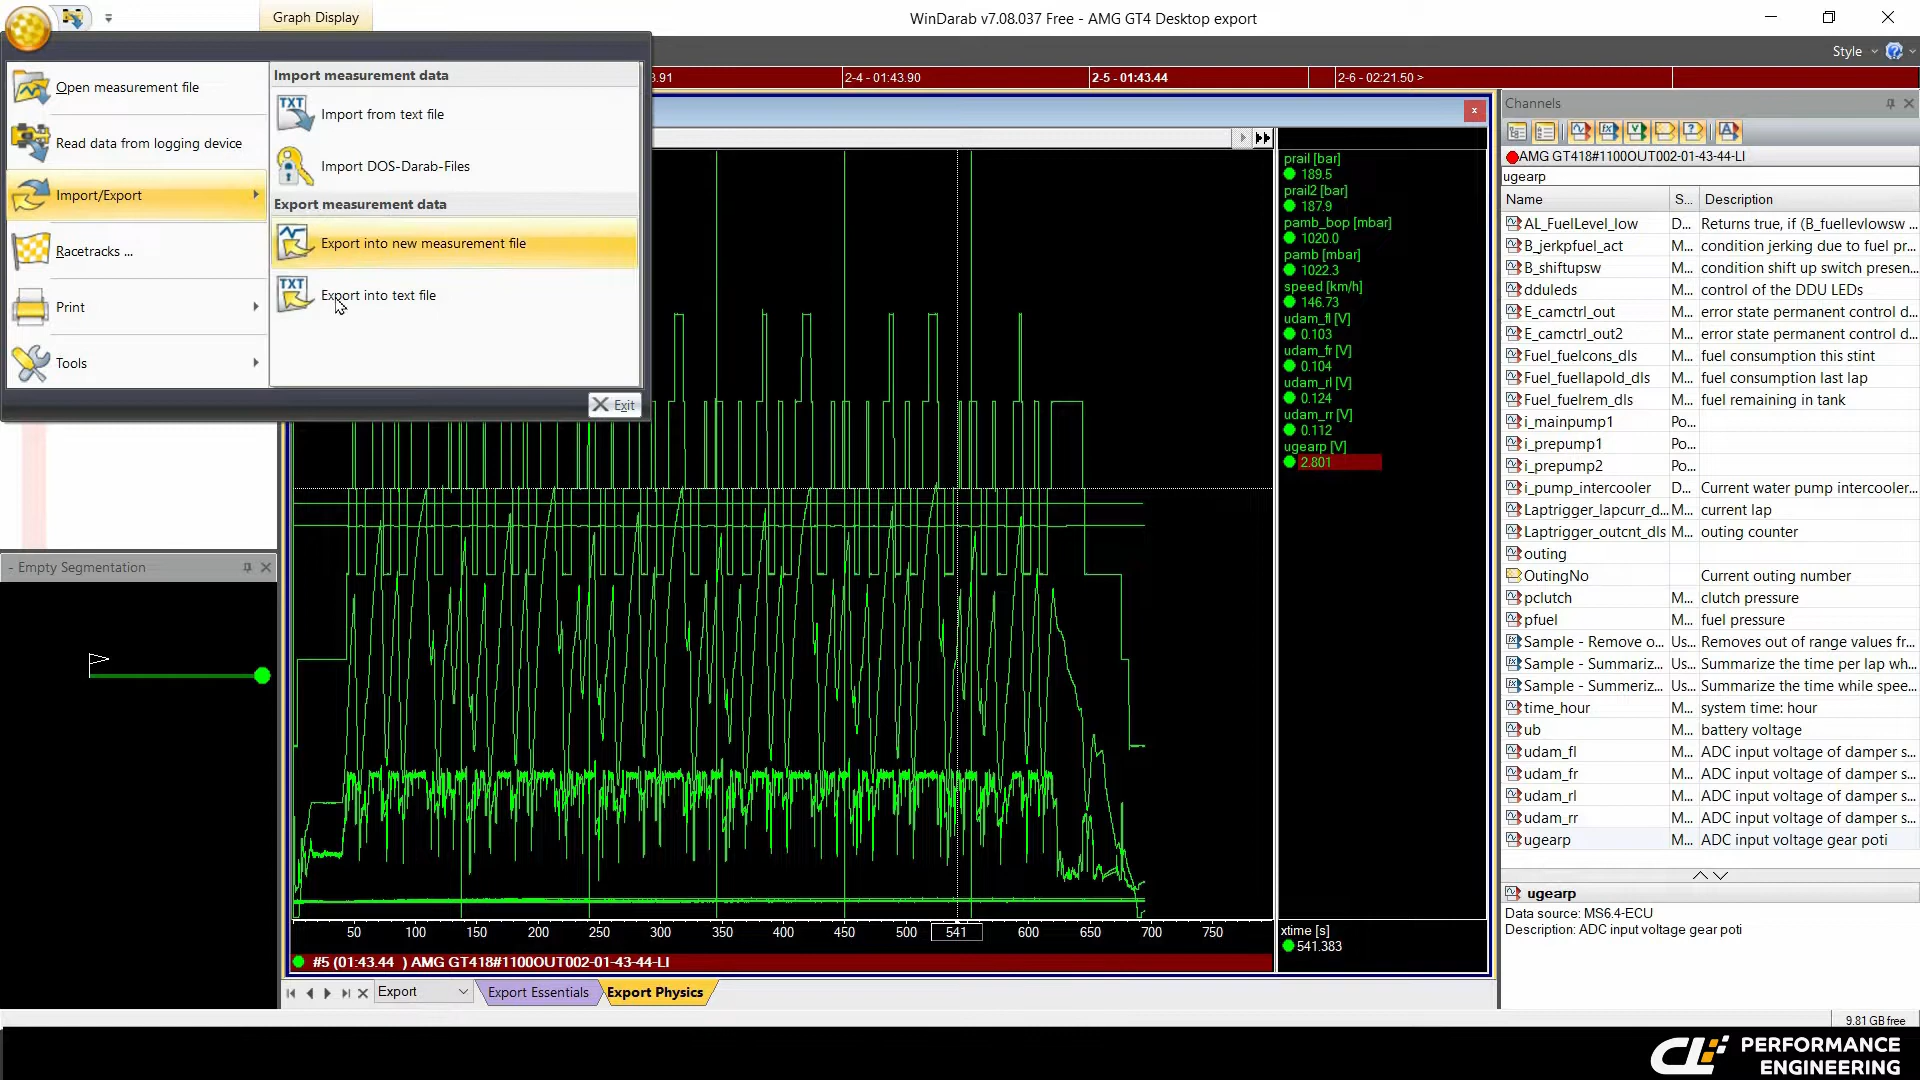 Graph Display
WinDarab v7.08.037 Free - AMG GT4 Desktop export
Style
Open measurement file
Read data from logging device
Import/Export
Racetracks ...
Print
Tools
Import measurement data
TXT
Import from text file
Import DOS-Darab-Files
Export measurement data
Export into new measurement file
TXT
Export into text file
Exit
3.91
2-4 - 01:43.90
2-5 - 01:43.44
2-6 - 02:21.50 >
prail [bar]
189.5
prail2 [bar]
187.9
pamb_bop [mbar]
1020.0
pamb [mbar]
1022.3
speed [km/h]
146.73
udam_fl [V]
0.103
udam_fr [V]
0.104
udam_rl [V]
0.124
udam_rr [V]
0.112
ugearp [V]
2.801
xtime [s]
541.383
- Empty Segmentation
50 100 150 200 250 300 350 400 450 500 541 600 650 700 750
#5 (01:43.44 ) AMG GT418#1100OUT002-01-43-44-LI
Export
Export Essentials
Export Physics
Channels
AMG GT418#1100OUT002-01-43-44-LI
ugearp
Name S... Description
AL_FuelLevel_low D... Returns true, if (B_fuellevlowsw ...
B_jerkpfuel_act M... condition jerking due to fuel pr...
B_shiftupsw M... condition shift up switch presen...
dduleds M... control of the DDU LEDs
E_camctrl_out M... error state permanent control d...
E_camctrl_out2 M... error state permanent control d...
Fuel_fuelcons_dls M... fuel consumption this stint
Fuel_fuellapold_dls M... fuel consumption last lap
Fuel_fuelrem_dls M... fuel remaining in tank
i_mainpump1 Po...
i_prepump1 Po...
i_prepump2 Po...
i_pump_intercooler D... Current water pump intercooler...
Laptrigger_lapcurr_d... M... current lap
Laptrigger_outcnt_dls M... outing counter
outing
OutingNo Current outing number
pclutch M... clutch pressure
pfuel M... fuel pressure
Sample - Remove o... Us... Removes out of range values fr...
Sample - Summariz... Us... Summarize the time per lap wh...
Sample - Summeriz... Us... Summarize the time while spee...
time_hour M... system time: hour
ub M... battery voltage
udam_fl M... ADC input voltage of damper s...
udam_fr M... ADC input voltage of damper s...
udam_rl M... ADC input voltage of damper s...
udam_rr M... ADC input voltage of damper s...
ugearp M... ADC input voltage gear poti
ugearp
Data source: MS6.4-ECU
Description: ADC input voltage gear poti
9.81 GB free
PERFORMANCE
ENGINEERING